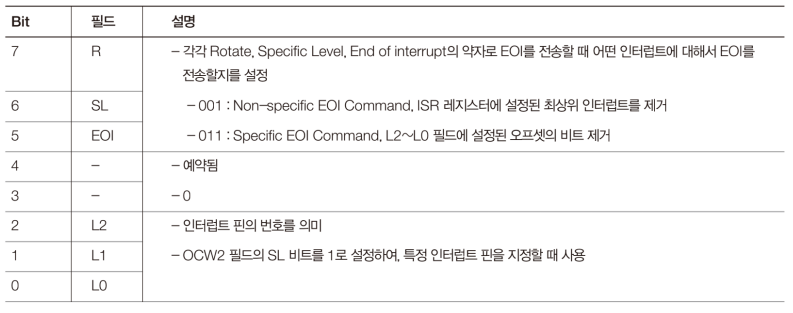 Bit 필드 설명
7 R – 각각 Rotate, Specific Level, End of interrupt의 약자로 EOI를 전송할 때 어떤 인터럽트에 대해서 EOI를
전송할지를 설정
6 SL – 001 : Non-specific EOI Command, ISR 레지스터에 설정된 최상위 인터럽트를 제거
5 EOI – 011 : Specific EOI Command, L2~L0 필드에 설정된 오프셋의 비트 제거
4 – – 예약됨
3 – – 0
2 L2 – 인터럽트 핀의 번호를 의미
1 L1 – OCW2 필드의 SL 비트를 1로 설정하여, 특정 인터럽트 핀을 지정할 때 사용
0 L0